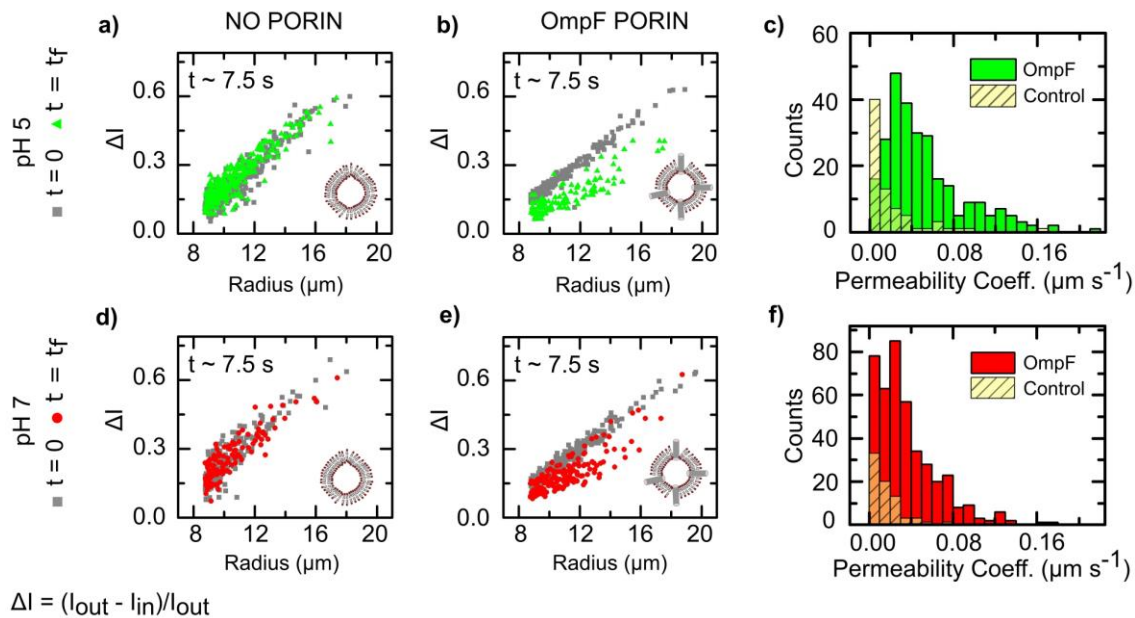 NO PORIN
OmpF PORIN
a)
b)
c)
pH 5
t = 0 t = tf
t ~ 7.5 s
ΔI
0.6
0.3
0.0
8 12 16 20
Radius (μm)
t ~ 7.5 s
ΔI
0.6
0.3
0.0
8 12 16 20
Radius (μm)
OmpF
Control
Counts
60
40
20
0
0.00 0.08 0.16
Permeability Coeff. (μm s⁻¹)
d)
e)
f)
pH 7
t = 0 t = tf
t ~ 7.5 s
ΔI
0.6
0.3
0.0
8 12 16 20
Radius (μm)
t ~ 7.5 s
ΔI
0.6
0.3
0.0
8 12 16 20
Radius (μm)
OmpF
Control
Counts
80
60
40
20
0
0.00 0.08 0.16
Permeability Coeff. (μm s⁻¹)
ΔI = (Iout - Iin)/Iout